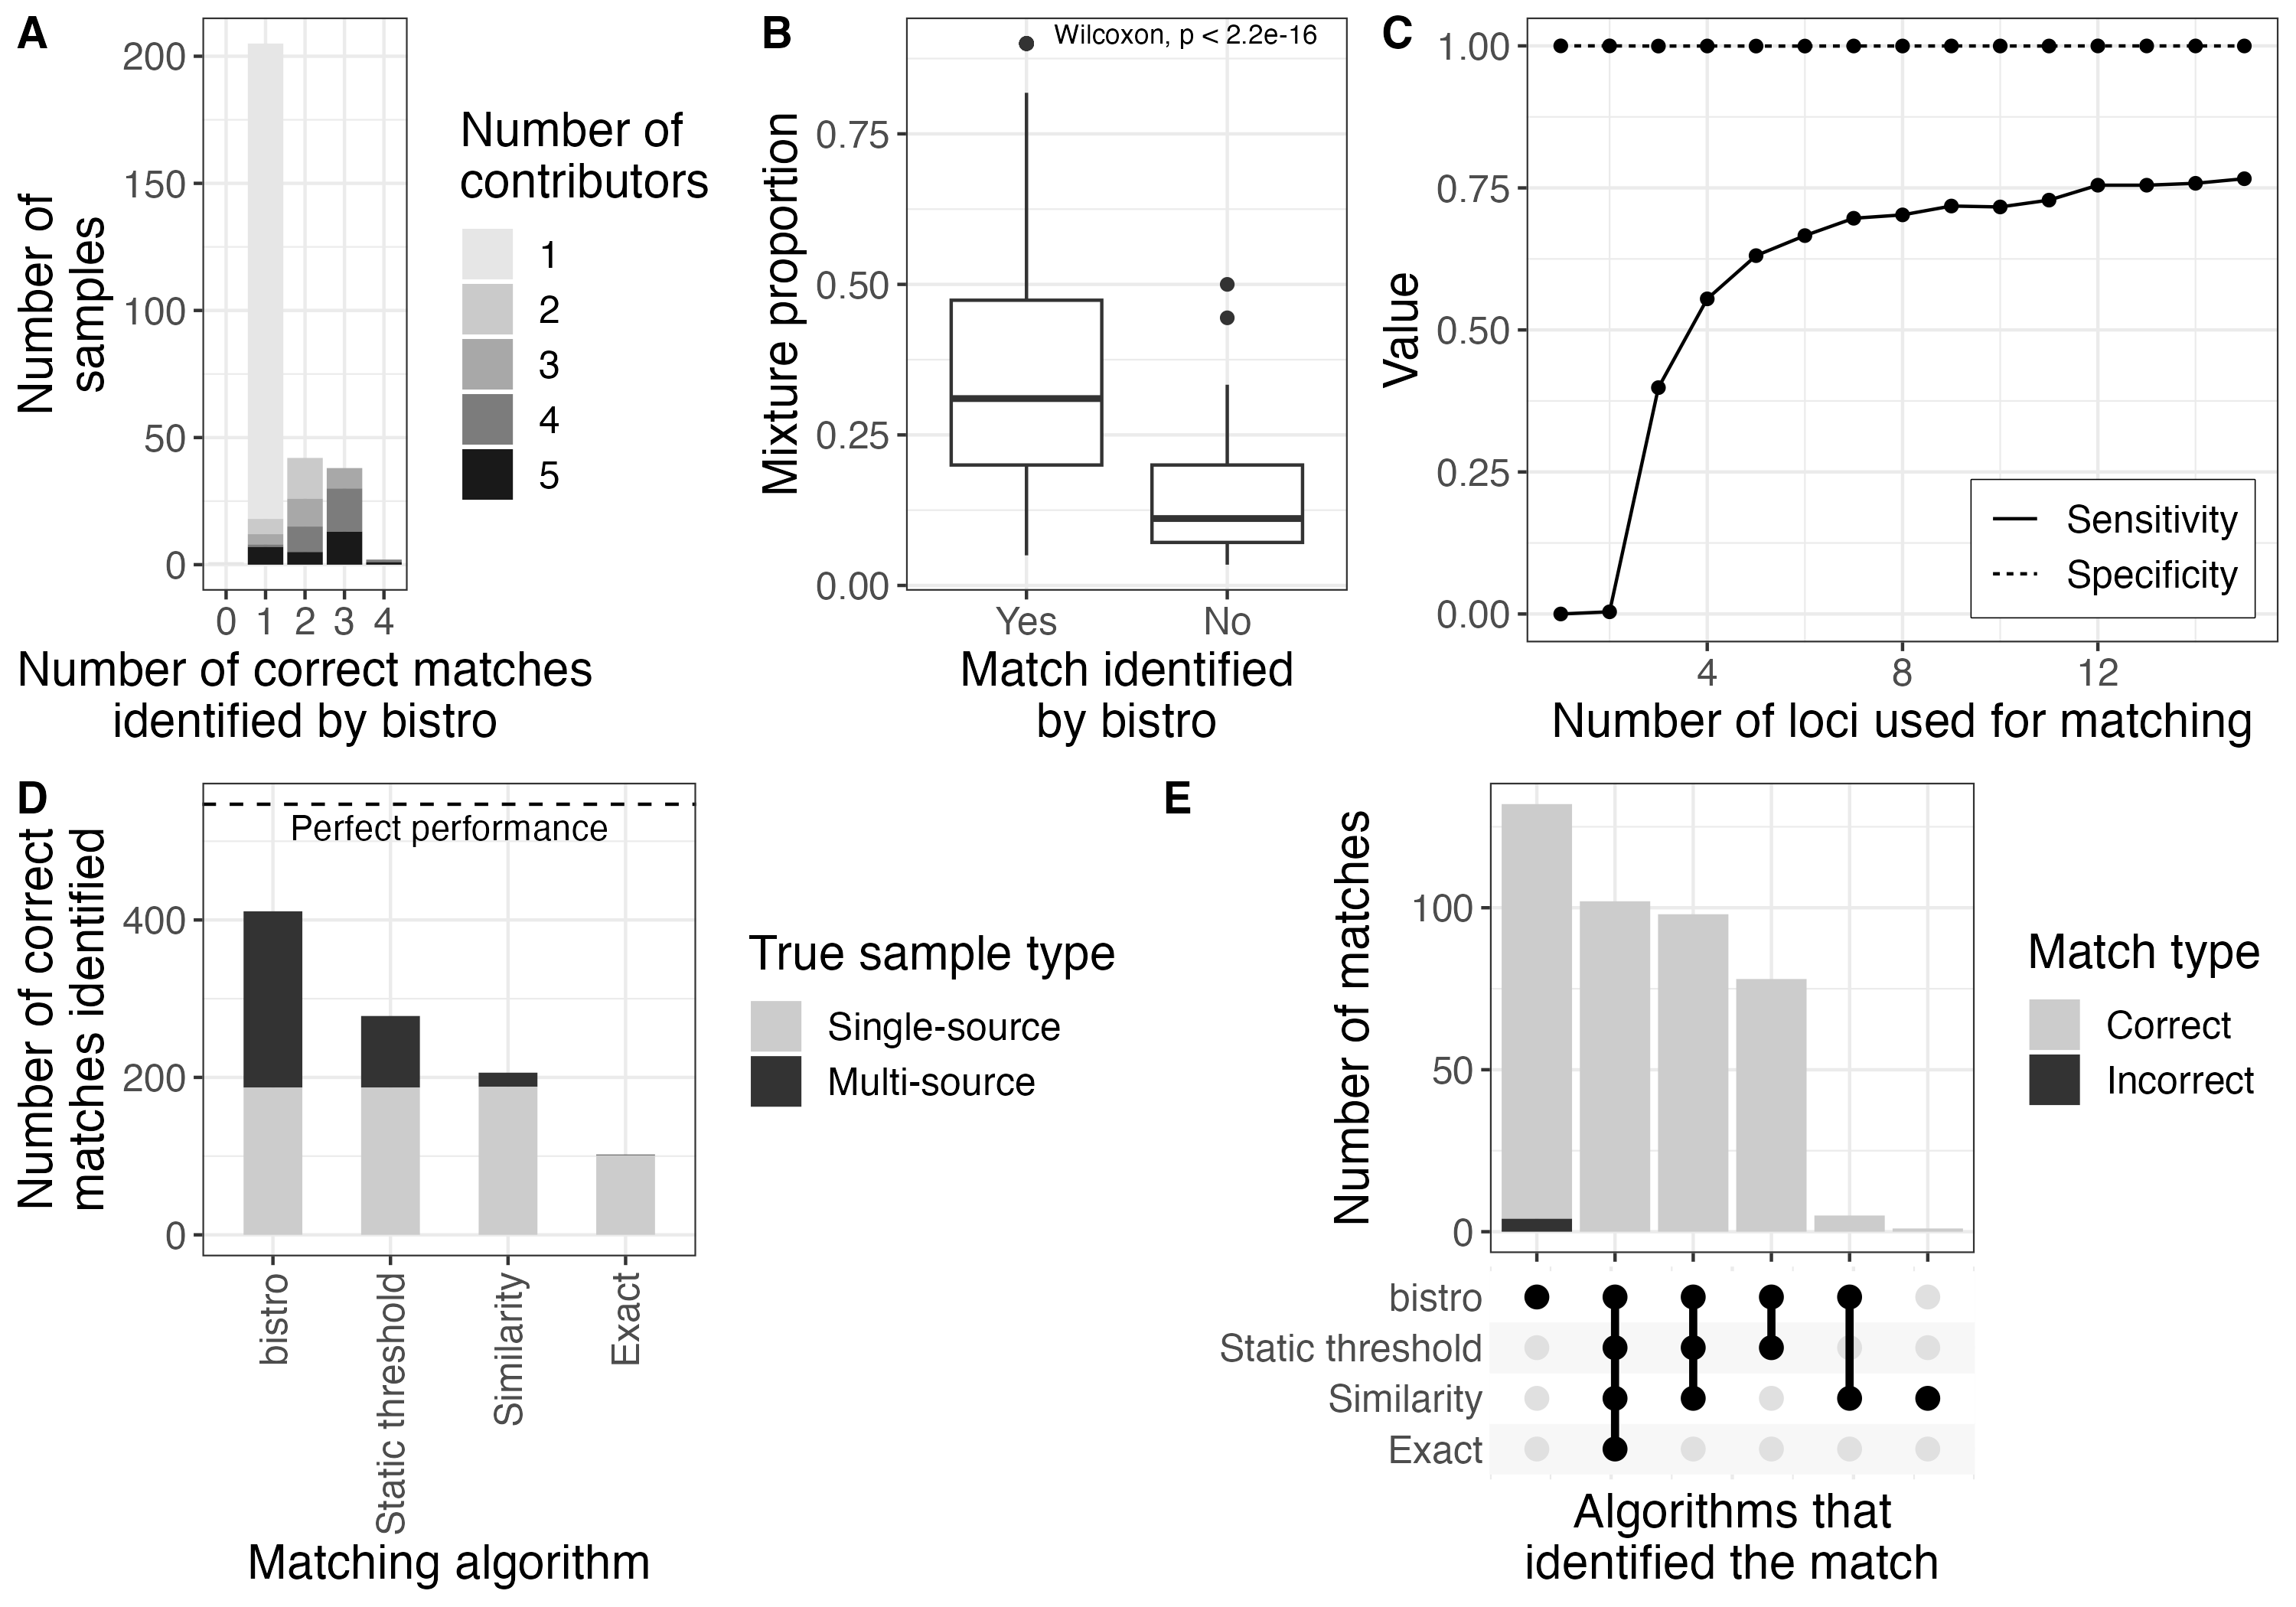 A
Number of
samples
200
150
100
50
0
0 1 2 3 4
Number of correct matches
identified by bistro
Number of
contributors
1
2
3
4
5
B
Wilcoxon, p < 2.2e-16
Mixture proportion
0.75
0.50
0.25
0.00
Yes No
Match identified
by bistro
C
Value
1.00
0.75
0.50
0.25
0.00
Sensitivity
Specificity
4 8 12
Number of loci used for matching
D
Number of correct
matches identified
Perfect performance
400
200
0
bistro
Static threshold
Similarity
Exact
Matching algorithm
True sample type
Single-source
Multi-source
E
Number of matches
100
50
0
bistro
Static threshold
Similarity
Exact
Algorithms that
identified the match
Match type
Correct
Incorrect